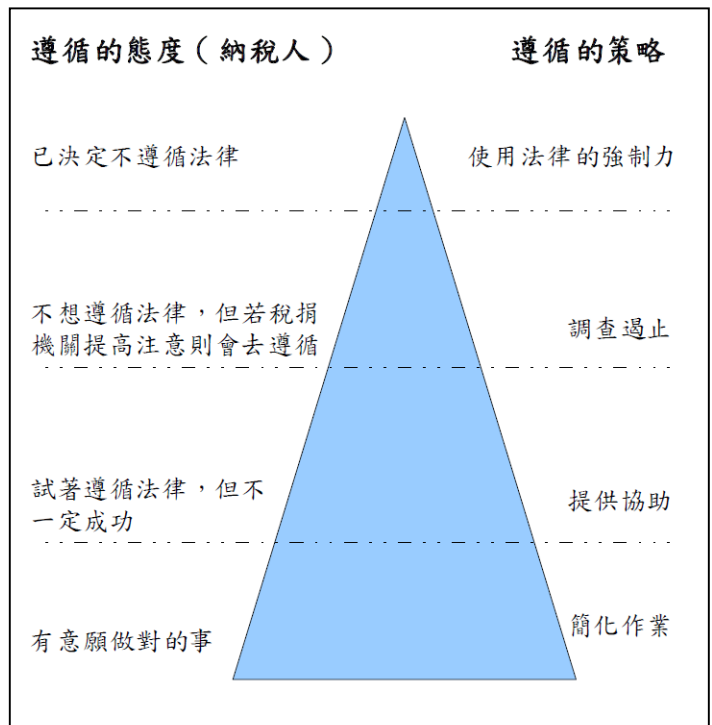 遵循的態度（納稅人）
遵循的策略
已決定不遵循法律
使用法律的強制力
不想遵循法律，但若稅捐
機關提高注意則會去遵循
調查遏止
試著遵循法律，但不
一定成功
提供協助
有意願做對的事
簡化作業